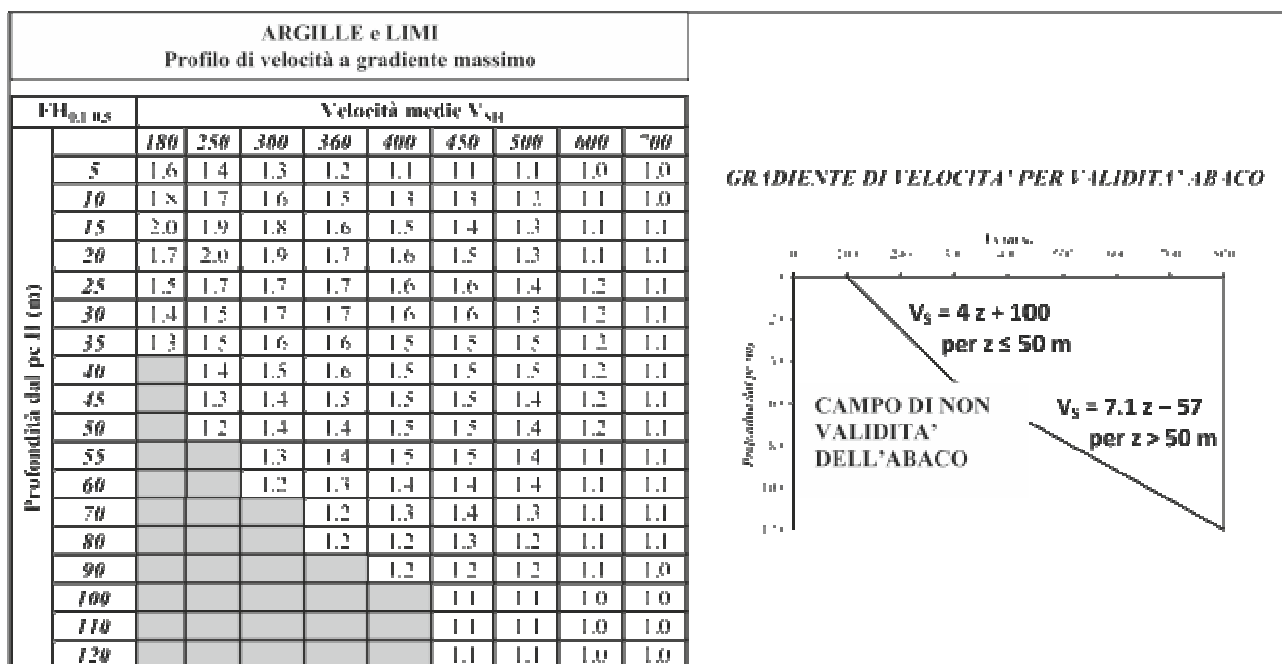 ARGILLE e LIMI
Profilo di velocità a gradiente massimo
FH0.1-0.5 Velocità medie VSH
180 250 300 360 400 450 500 600 700
Profondità dal pc H (m)
5 1.6 1.4 1.3 1.2 1.1 1.1 1.1 1.0 1.0
10 1.8 1.7 1.6 1.5 1.3 1.3 1.2 1.1 1.0
15 2.0 1.9 1.8 1.6 1.5 1.4 1.3 1.1 1.1
20 1.7 2.0 1.9 1.7 1.6 1.5 1.3 1.1 1.1
25 1.5 1.7 1.7 1.7 1.6 1.6 1.4 1.2 1.1
30 1.4 1.5 1.7 1.7 1.6 1.6 1.5 1.2 1.1
35 1.3 1.5 1.6 1.6 1.5 1.5 1.5 1.2 1.1
40 1.4 1.5 1.6 1.5 1.5 1.5 1.2 1.1
45 1.3 1.4 1.5 1.5 1.5 1.4 1.2 1.1
50 1.2 1.4 1.4 1.5 1.5 1.4 1.2 1.1
55 1.3 1.4 1.5 1.5 1.4 1.1 1.1
60 1.2 1.3 1.4 1.4 1.4 1.1 1.1
70 1.2 1.3 1.4 1.3 1.1 1.1
80 1.2 1.2 1.3 1.2 1.1 1.1
90 1.2 1.2 1.2 1.1 1.0
100 1.1 1.1 1.0 1.0
110 1.1 1.1 1.0 1.0
120 1.1 1.1 1.0 1.0
GRADIENTE DI VELOCITA' PER VALIDITA' ABACO
VS = 4 z + 100
per z ≤ 50 m
CAMPO DI NON
VALIDITA'
DELL'ABACO
VS = 7.1 z – 57
per z > 50 m